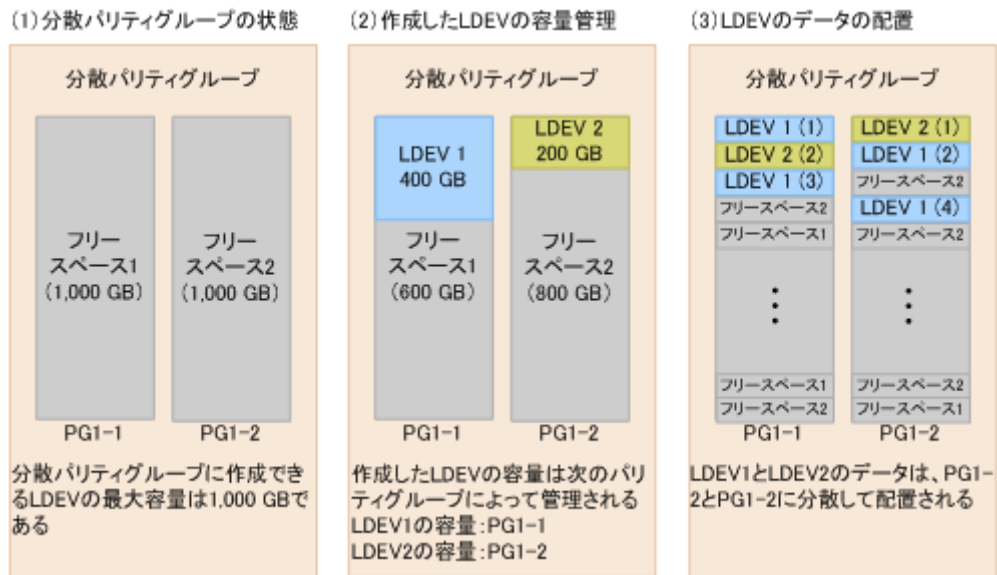 (1)分散パリティグループの状態
分散パリティグループ
フリー
スペース1
(1,000 GB)
フリー
スペース2
(1,000 GB)
PG1-1
PG1-2
分散パリティグループに作成でき
るLDEVの最大容量は1,000 GBで
ある
(2)作成したLDEVの容量管理
分散パリティグループ
LDEV 1
400 GB
フリー
スペース1
(600 GB)
LDEV 2
200 GB
フリー
スペース2
(800 GB)
PG1-1
PG1-2
作成したLDEVの容量は次のパリ
ティグループによって管理される
LDEV1の容量:PG1-1
LDEV2の容量:PG1-2
(3)LDEVのデータの配置
分散パリティグループ
LDEV 1 (1)
LDEV 2 (2)
LDEV 1 (3)
フリースペース2
フリースペース1
フリースペース1
フリースペース2
LDEV 2 (1)
LDEV 1 (2)
フリースペース2
LDEV 1 (4)
フリースペース2
フリースペース2
フリースペース1
PG1-1
PG1-2
LDEV1とLDEV2のデータは、PG1-
2とPG1-2に分散して配置される